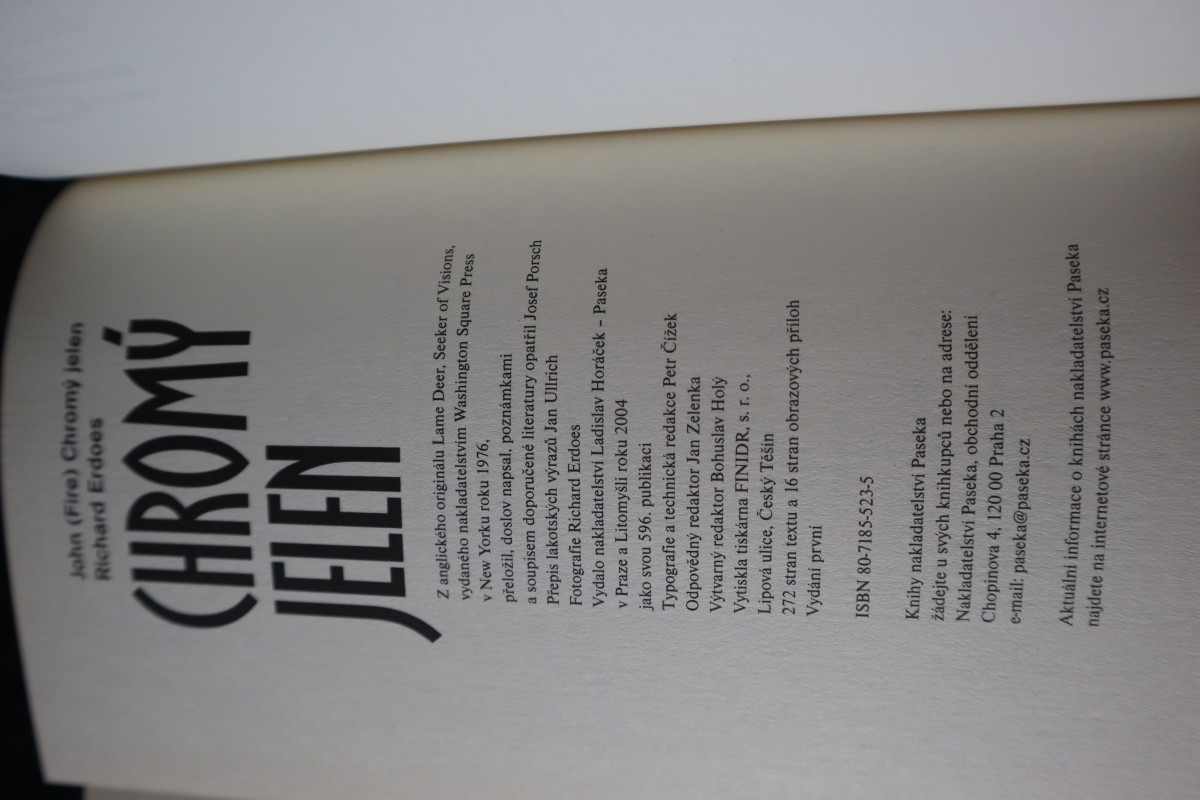 John (Fire) Chromý jelen
Richard Erdoes
CHROMÝ
JELEN
Z anglického originálu Lame Deer, Seeker of Visions,
vydaného nakladatelstvím Washington Square Press
v New Yorku roku 1976,
přeložil, doslov napsal, poznámkami
a soupisem doporučené literatury opatřil Josef Porsch
Přepis lakotských výrazů Jan Ullrich
Fotografie Richard Erdoes
Vydalo nakladatelství Ladislav Horáček – Paseka
v Praze a Litomyšli roku 2004
jako svou 596. publikaci
Typografie a technická redakce Petr Čížek
Odpovědný redaktor Jan Zelenka
Výtvarný redaktor Bohuslav Holý
Vytiskla tiskárna FINIDR, s. r. o.,
Lípová ulice, Český Těšín
272 stran textu a 16 stran obrazových příloh
Vydání první
ISBN 80-7185-523-5
Knihy nakladatelství Paseka
žádejte u svých knihkupců nebo na adrese:
Nakladatelství Paseka, obchodní oddělení
Chopinova 4, 120 00 Praha 2
e-mail: paseka@paseka.cz
Aktuální informace o knihách nakladatelství Paseka
najdete na internetové stránce www.paseka.cz